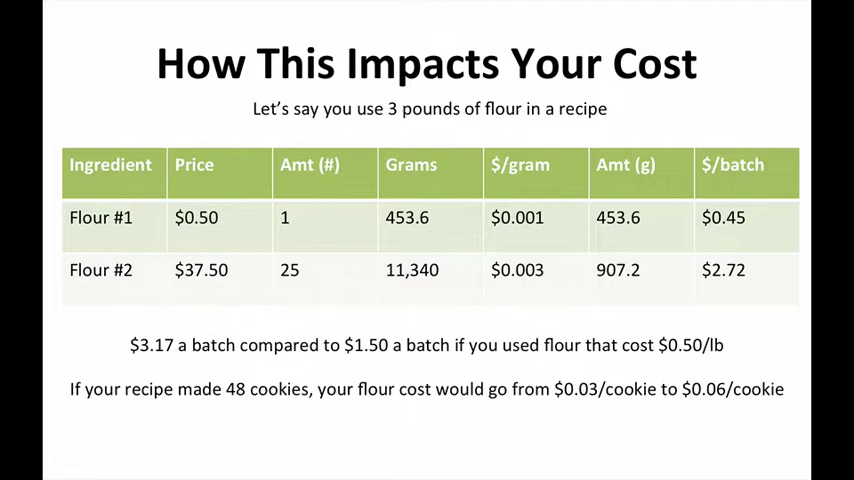 How This Impacts Your Cost
Let's say you use 3 pounds of flour in a recipe
Ingredient Price Amt (#) Grams $/gram Amt (g) $/batch
Flour #1 $0.50 1 453.6 $0.001 453.6 $0.45
Flour #2 $37.50 25 11,340 $0.003 907.2 $2.72
$3.17 a batch compared to $1.50 a batch if you used flour that cost $0.50/lb
If your recipe made 48 cookies, your flour cost would go from $0.03/cookie to $0.06/cookie